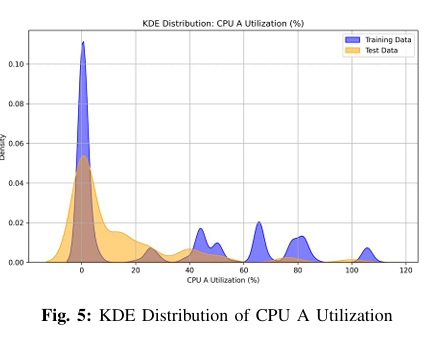 KDE Distribution: CPU A Utilization (%)
Training Data
Test Data
Density
0.10
0.08
0.06
0.04
0.02
0.00
0 20 40 60 80 100 120
CPU A Utilization (%)
Fig. 5: KDE Distribution of CPU A Utilization